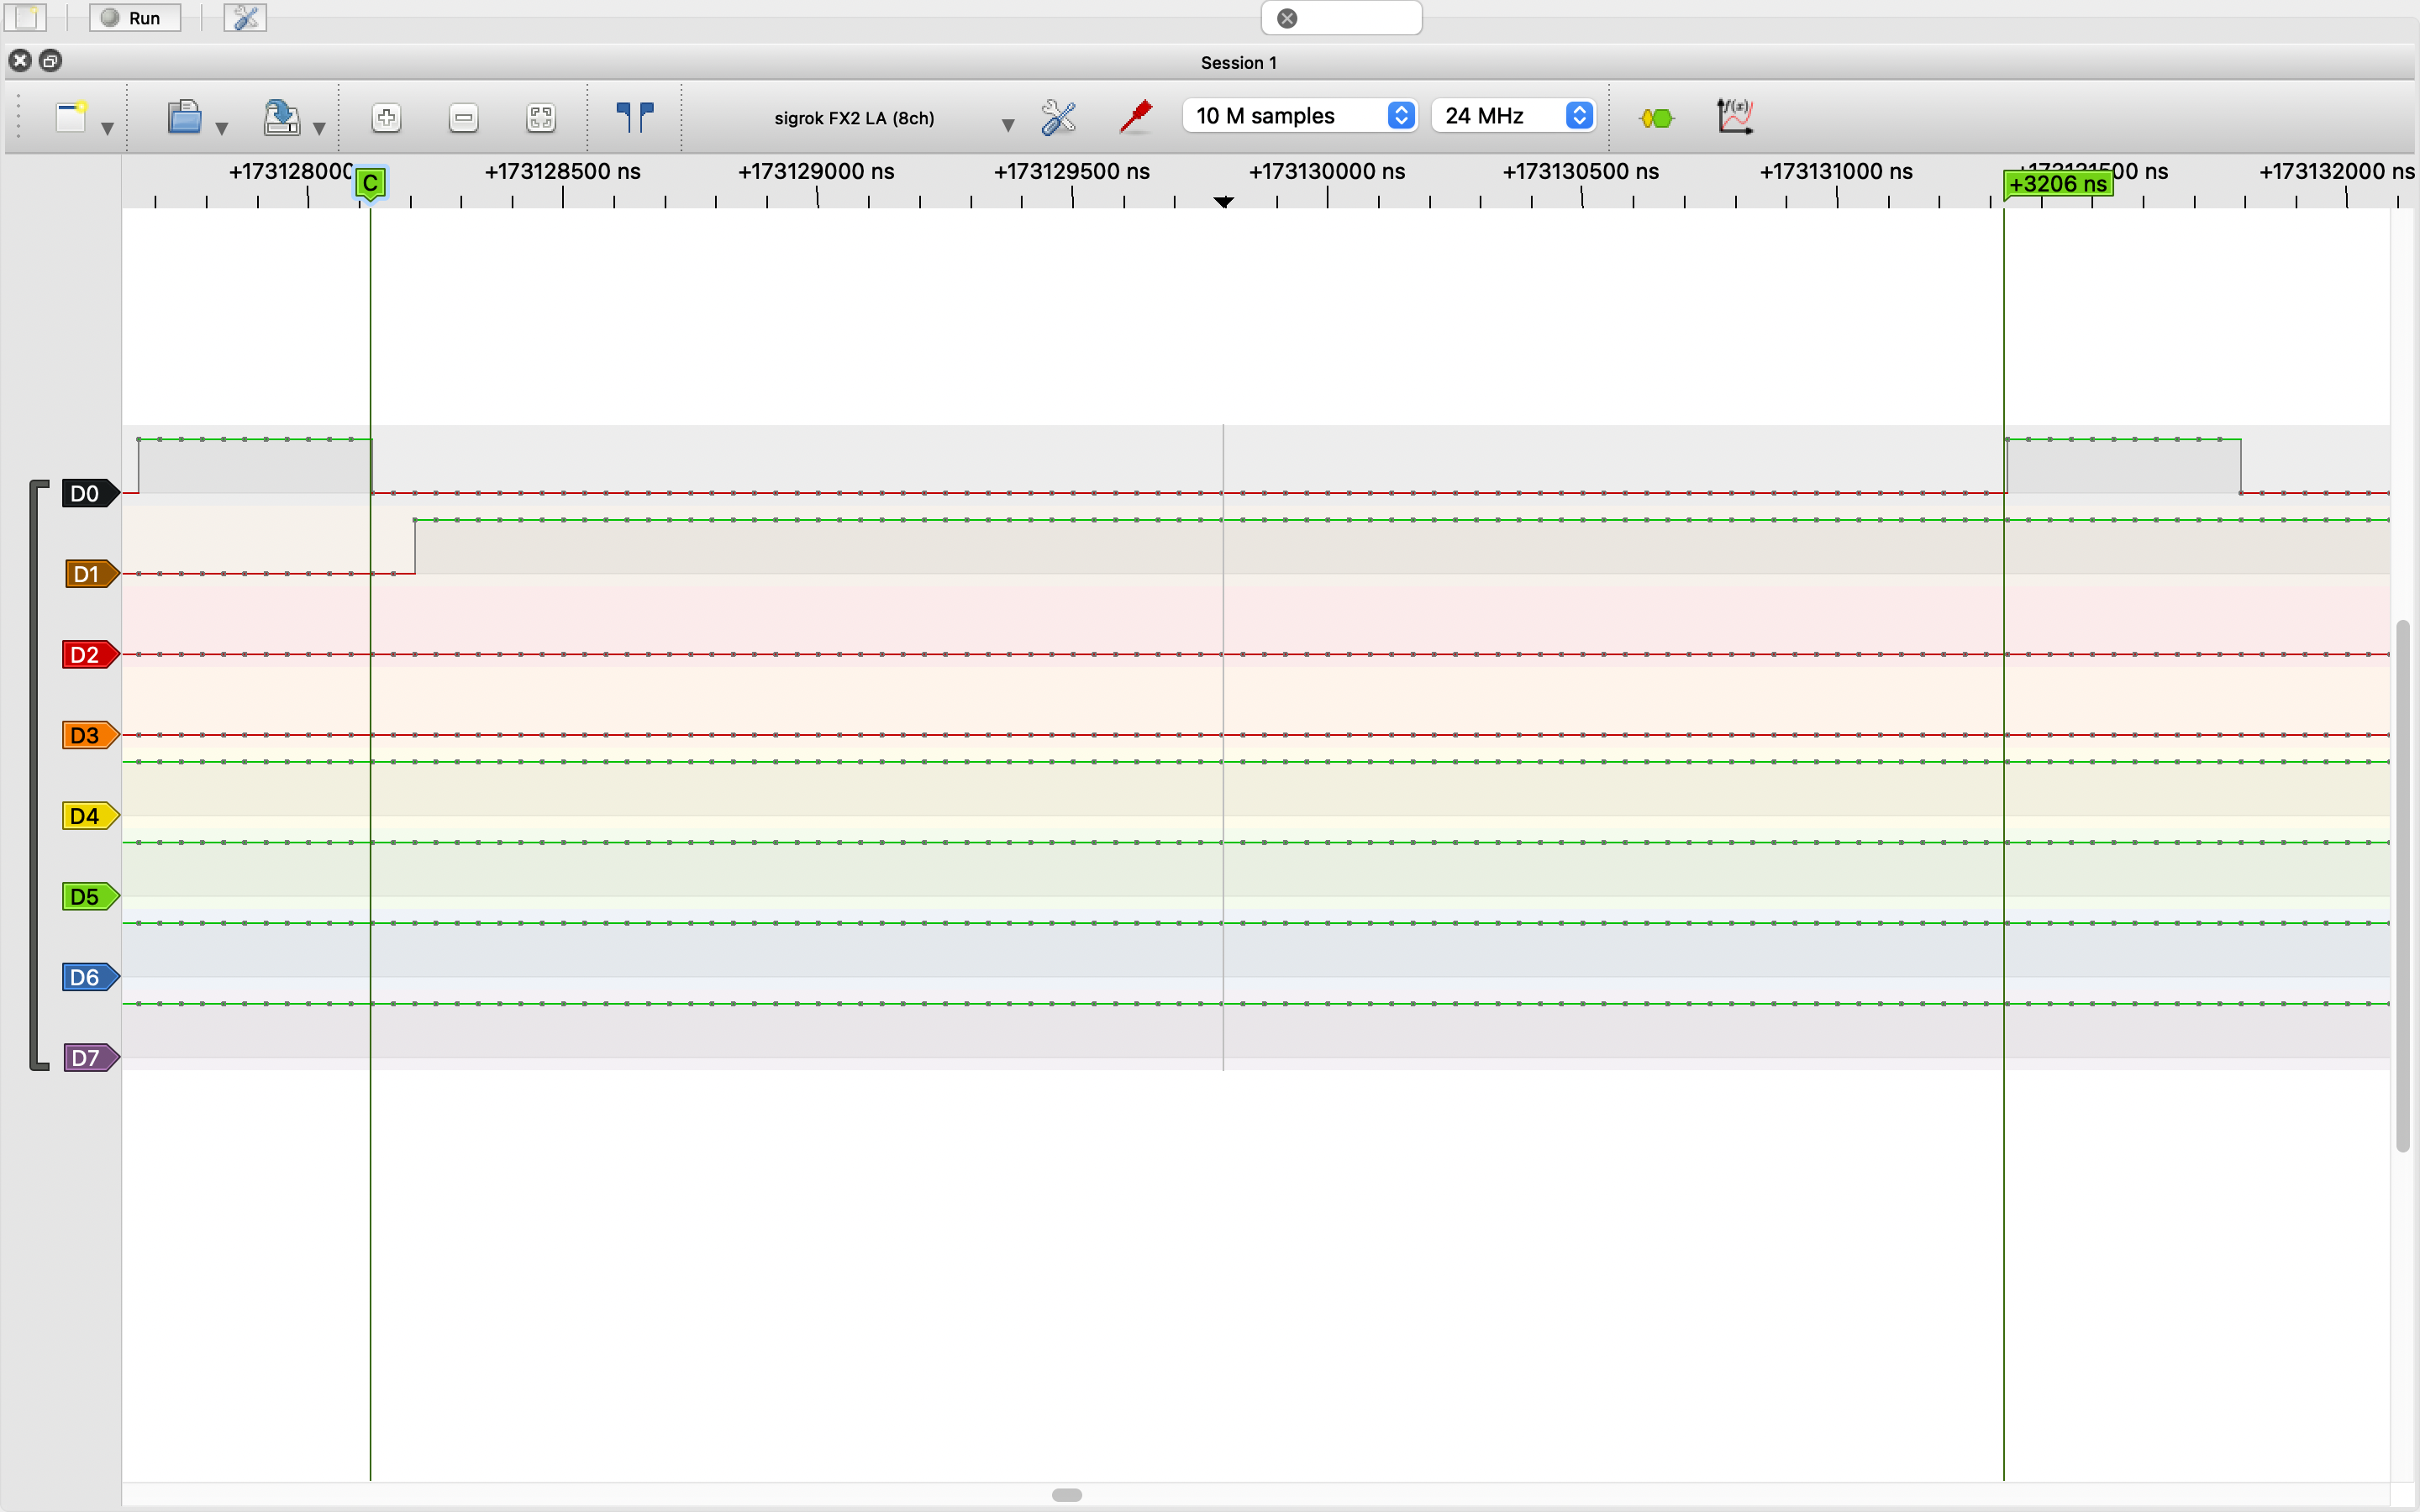 Run
Session 1
sigrok FX2 LA (8ch)
10 M samples
24 MHz
+173128000
+173128500 ns
+173129000 ns
+173129500 ns
+173130000 ns
+173130500 ns
+173131000 ns
+173131500 ns
+173132000 ns
C
+3206 ns
D0
D1
D2
D3
D4
D5
D6
D7